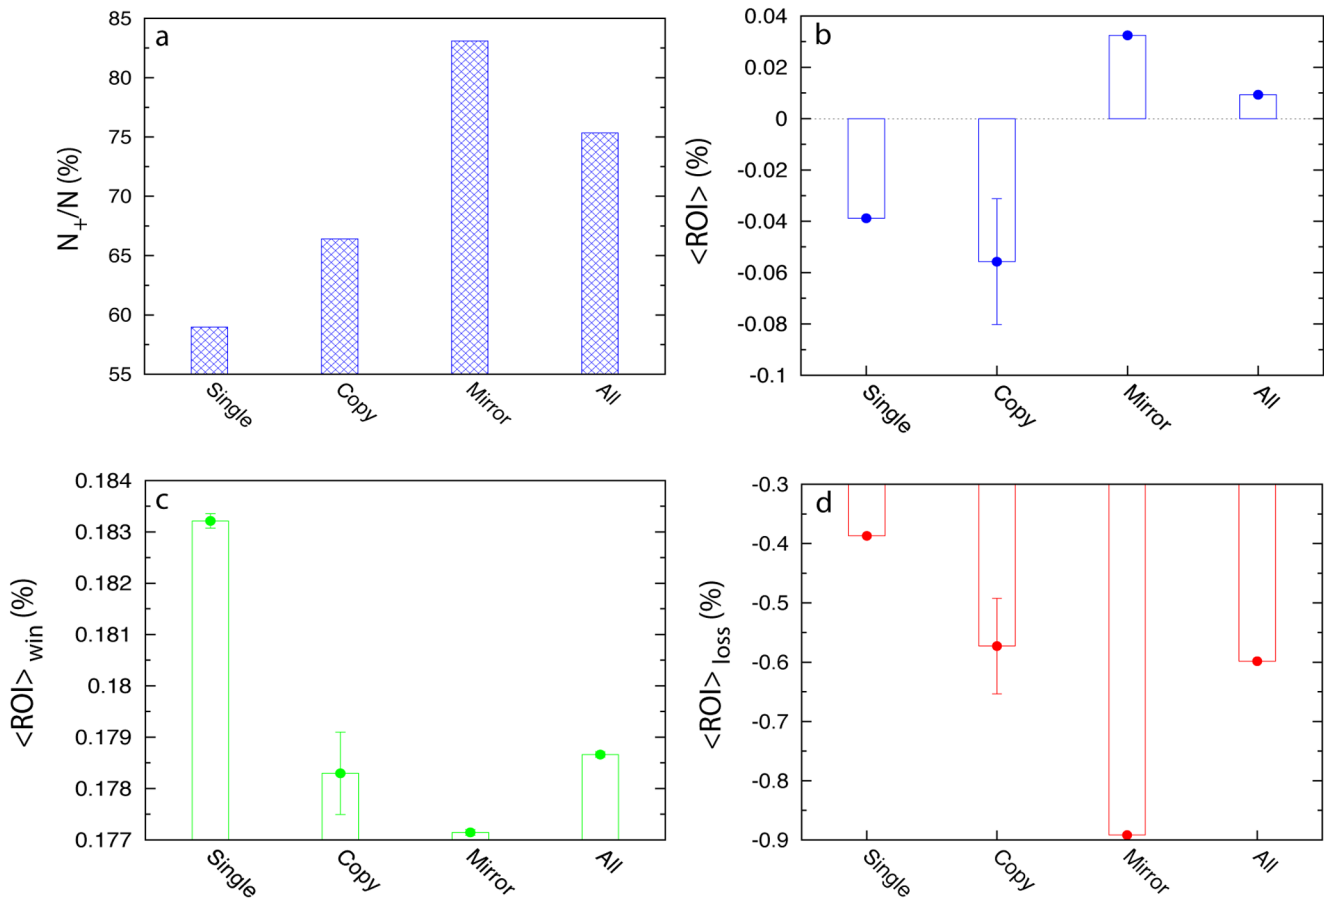 a
85
80
75
70
65
60
55
N+/N (%)
Single
Copy
Mirror
All
b
0.04
0.02
0
-0.02
-0.04
-0.06
-0.08
-0.1
<ROI> (%)
Single
Copy
Mirror
All
c
0.184
0.183
0.182
0.181
0.18
0.179
0.178
0.177
<ROI> win (%)
Single
Copy
Mirror
All
d
-0.3
-0.4
-0.5
-0.6
-0.7
-0.8
-0.9
<ROI> loss (%)
Single
Copy
Mirror
All